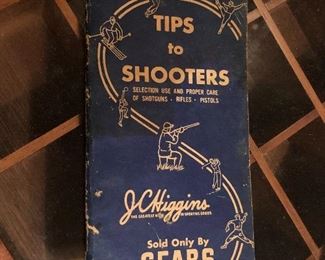 TIPS
to
SHOOTERS
SELECTION USE AND PROPER CARE
OF SHOTGUNS • RIFLES • PISTOLS
J.C. Higgins
THE GREATEST NAME IN SPORTING GOODS
Sold Only By
SEARS